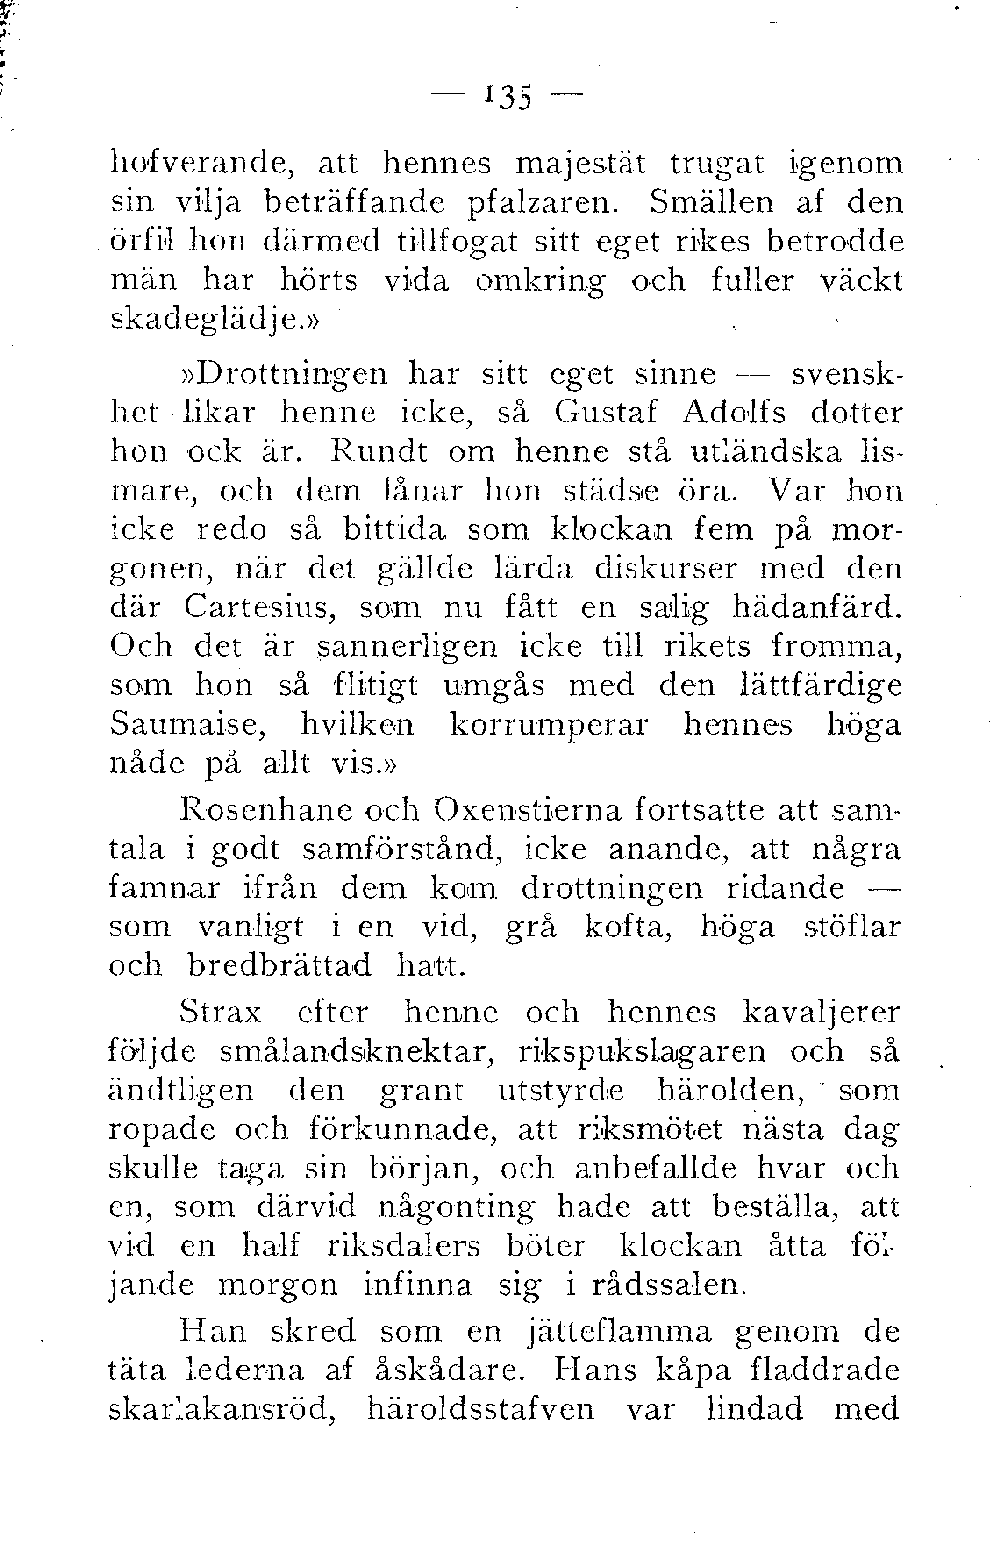 — 135 —
hofverande, att hennes majestät trugat igenom
sin vilja beträffande pfalzaren. Smällen af den
örfil hon därmed tillfogat sitt eget rikes betrodde
män har hörts vida omkring och fuller väckt
skadeglädje.»
»Drottningen har sitt eget sinne — svensk-
het likar henne icke, så Gustaf Adolfs dotter
hon ock är. Rundt om henne stå utländska lis-
mare, och dem lånar hon städse öra. Var hon
icke redo så bittida som klockan fem på mor-
gonen, när det gällde lärda diskurser med den
där Cartesius, som nu fått en salig hädanfärd.
Och det är sannerligen icke till rikets fromma,
som hon så flitigt umgås med den lättfärdige
Saumaise, hvilken korrumperar hennes höga
nåde på allt vis.»
Rosenhane och Oxenstierna fortsatte att sam-
tala i godt samförstånd, icke anande, att några
famnar ifrån dem kom drottningen ridande —
som vanligt i en vid, grå kofta, höga stöflar
och bredbrättad hatt.
Strax efter henne och hennes kavaljerer
följde smålandsknektar, rikspukslagaren och så
ändtligen den grant utstyrde härolden, som
ropade och förkunnade, att riksmötet nästa dag
skulle taga sin början, och anbefallde hvar och
en, som därvid någonting hade att beställa, att
vid en half riksdalers böter klockan åtta föl-
jande morgon infinna sig i rådssalen.
Han skred som en jätteflamma genom de
täta lederna af åskådare. Hans kåpa fladdrade
skarlakansröd, häroldsstafven var lindad med